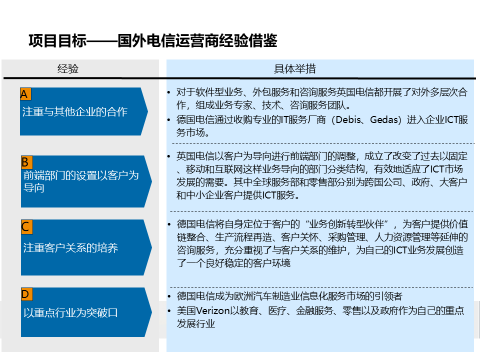 项目目标——国外电信运营商经验借鉴
经验
具体举措
A
注重与其他企业的合作
• 对于软件型业务、外包服务和咨询服务英国电信都开展了对外多层次合
作，组成业务专家、技术、咨询服务团队。
• 德国电信通过收购专业的IT服务厂商（Debis、Gedas）进入企业ICT服
务市场。
B
前端部门的设置以客户为
导向
• 英国电信以客户为导向进行前端部门的调整，成立了改变了过去以固定
、移动和互联网这样业务导向的部门分类结构，有效地适应了ICT市场
发展的需要。其中全球服务部和零售部分别为跨国公司、政府、大客户
和中小企业客户提供ICT服务。
C
注重客户关系的培养
• 德国电信将自身定位于客户的“业务创新转型伙伴”，为客户提供价值
链整合、生产流程再造、客户关怀、采购管理、人力资源管理等延伸的
咨询服务，充分重视了与客户关系的维护，为自己的ICT业务发展创造
了一个良好稳定的客户环境
D
以重点行业为突破口
• 德国电信成为欧洲汽车制造业信息化服务市场的引领者
• 美国Verizon以教育、医疗、金融服务、零售以及政府作为自己的重点
发展行业